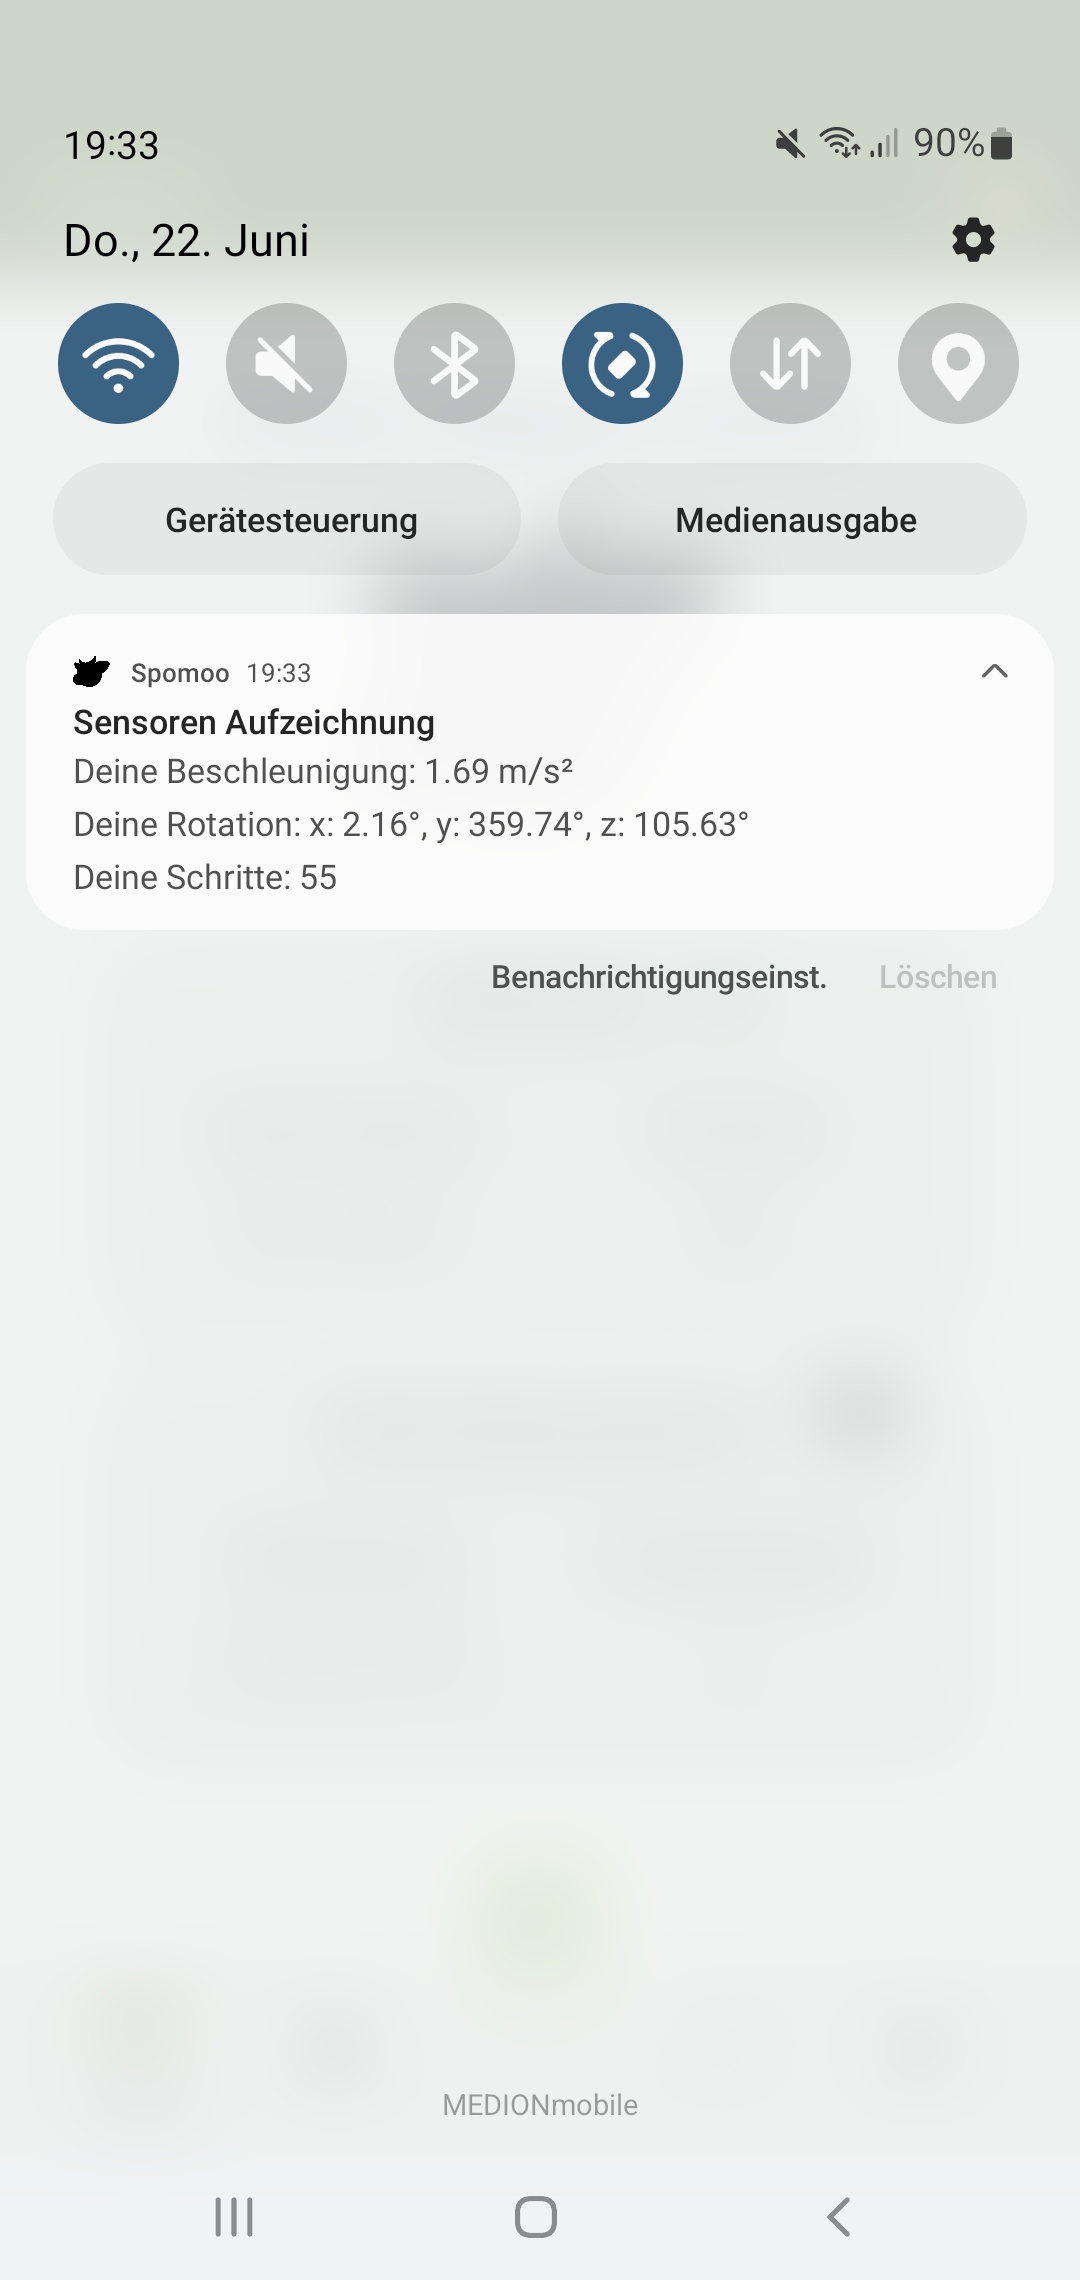 19:33 90%
Do., 22. Juni
Gerätesteuerung Medienausgabe
Spomoo 19:33
Sensoren Aufzeichnung
Deine Beschleunigung: 1.69 m/s²
Deine Rotation: x: 2.16°, y: 359.74°, z: 105.63°
Deine Schritte: 55
Benachrichtigungseinst. Löschen
MEDIONmobile